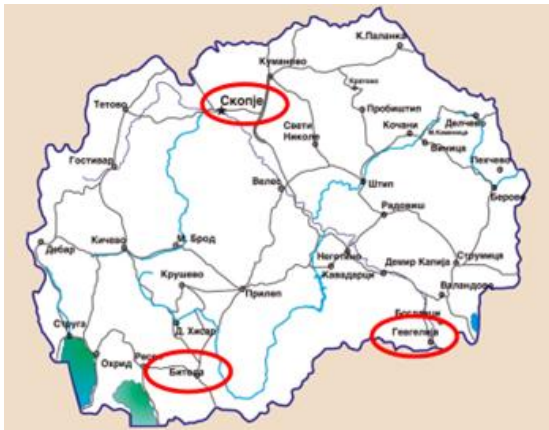 К.Паланка
Куманово
Кратово
Скопје
Тетово
Пробиштип
Делчево
Свети
Николе
Кочани
М.Каменица
Виница
Пехчево
Гостивар
Велес
Штип
Берово
Радовиш
Дебар
Кичево
М. Брод
Неготино
Кавадарци
Демир Капија
Струмица
Крушево
Прилеп
Валандово
Богданци
Струга
Д. Хисар
Гевгелија
Охрид
Ресен
Битола